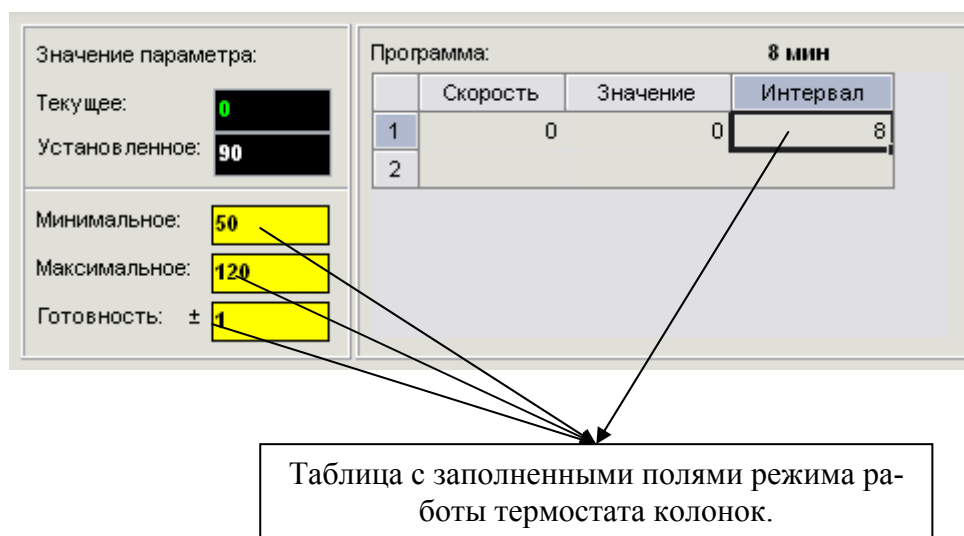 Значение параметра:
Текущее: 0
Установленное: 90
Минимальное: 50
Максимальное: 120
Готовность: ± 1
Программа: 8 мин
Скорость Значение Интервал
1 0 0 8
2
Таблица с заполненными полями режима ра-
боты термостата колонок.